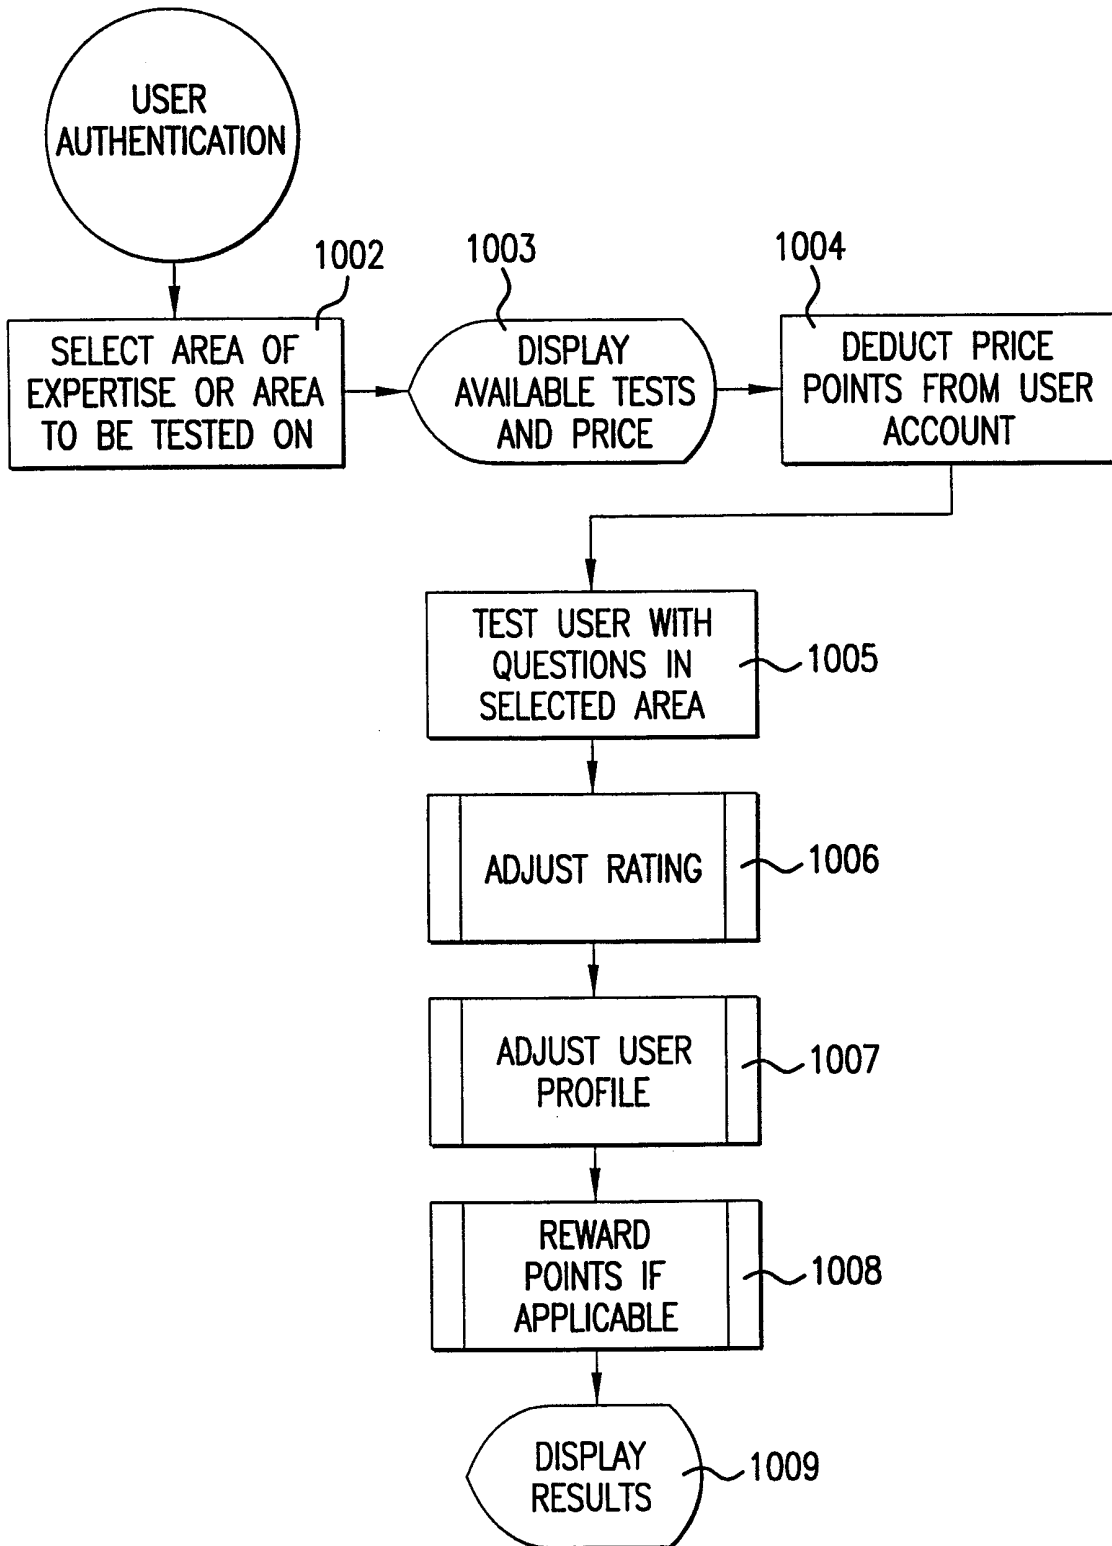 USER
AUTHENTICATION
1002
SELECT AREA OF
EXPERTISE OR AREA
TO BE TESTED ON
1003
DISPLAY
AVAILABLE TESTS
AND PRICE
1004
DEDUCT PRICE
POINTS FROM USER
ACCOUNT
TEST USER WITH
QUESTIONS IN
SELECTED AREA
1005
ADJUST RATING
1006
ADJUST USER
PROFILE
1007
REWARD
POINTS IF
APPLICABLE
1008
DISPLAY
RESULTS
1009